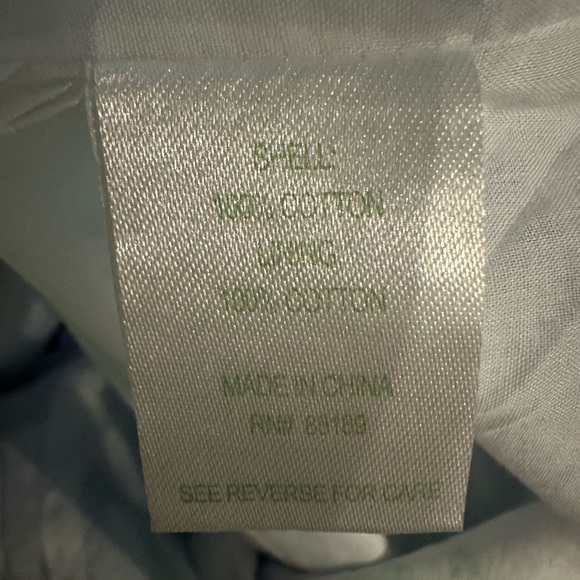 SHELL:
100% COTTON
LINING
100% COTTON
MADE IN CHINA
RN#
SEE REVERSE FOR CARE